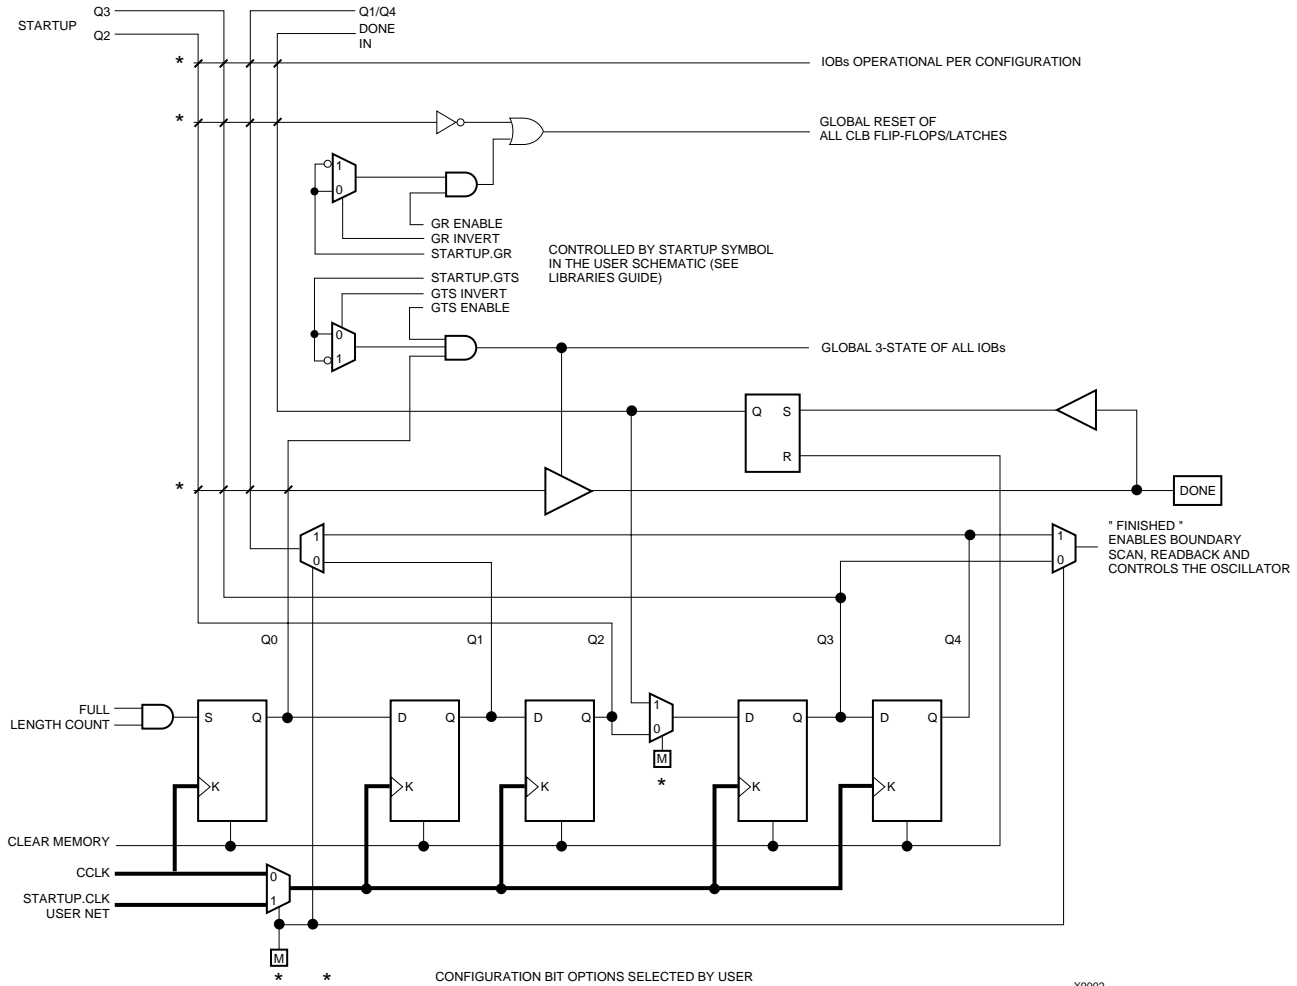 Q3
Q1/Q4
STARTUP
Q2
DONE
IN
*
IOBs OPERATIONAL PER CONFIGURATION
*
GLOBAL RESET OF
ALL CLB FLIP-FLOPS/LATCHES
1
0
GR ENABLE
GR INVERT
STARTUP.GR
CONTROLLED BY STARTUP SYMBOL
IN THE USER SCHEMATIC (SEE
LIBRARIES GUIDE)
STARTUP.GTS
GTS INVERT
GTS ENABLE
0
1
GLOBAL 3-STATE OF ALL IOBs
Q S
R
*
DONE
1
0
1
0
" FINISHED "
ENABLES BOUNDARY
SCAN, READBACK AND
CONTROLS THE OSCILLATOR
Q0 Q1 Q2 Q3 Q4
FULL
LENGTH COUNT
S Q
K
D Q
K
D Q
K
1
0
M
*
D Q
K
D Q
K
CLEAR MEMORY
CCLK
STARTUP.CLK
USER NET
0
1
M
*
* CONFIGURATION BIT OPTIONS SELECTED BY USER